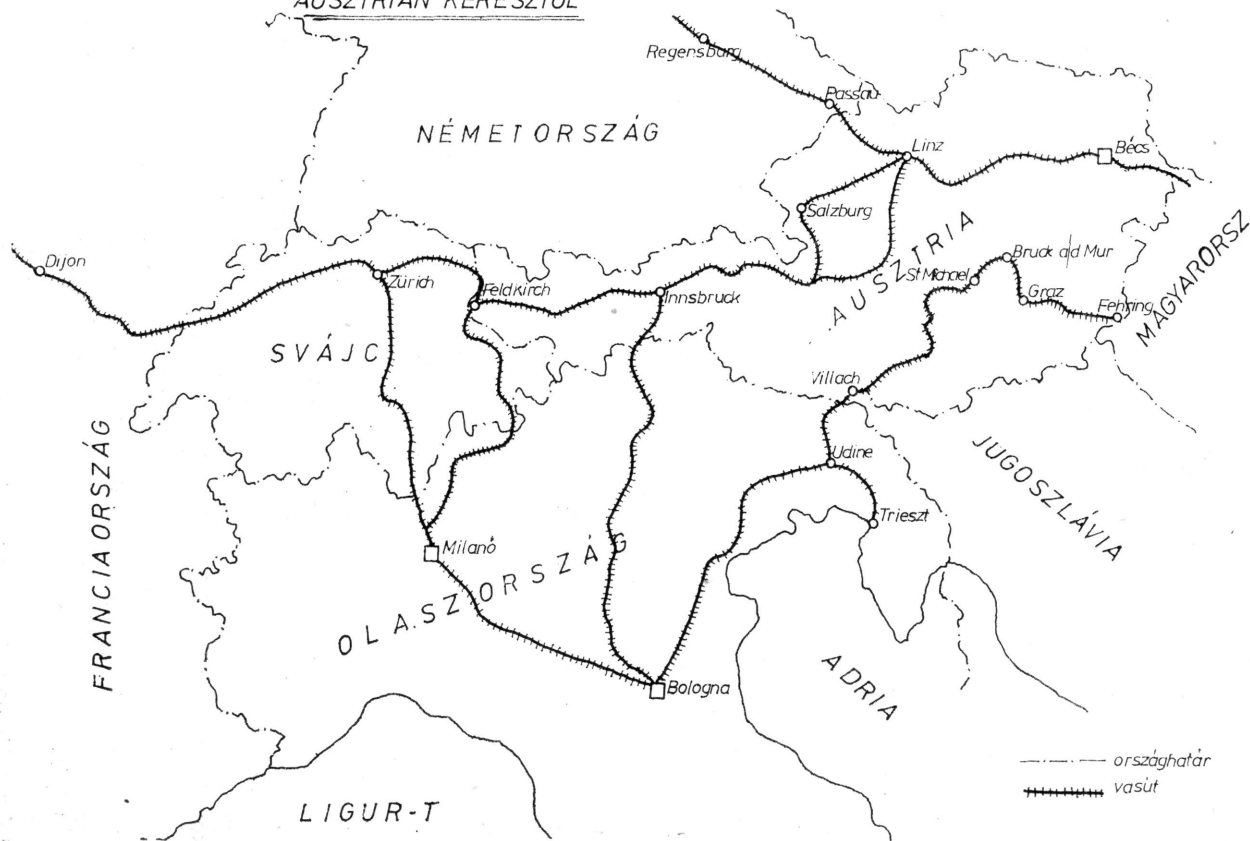 AUSZTRIÁN KERESZTÜL
Regensburg
Passau
NÉMETORSZÁG
Linz
Bécs
Salzburg
Dijon
Zürich
Feldkirch
Innsbruck
AUSZTRIA
St Michael
Bruck a/d Mur
Graz
Fehring
MAGYARORSZ
SVÁJC
Villach
FRANCIAORSZÁG
Udine
JUGOSZLÁVIA
Trieszt
Milanó
OLASZORSZÁG
Bologna
ADRIA
országhatár
vasút
LIGUR-T